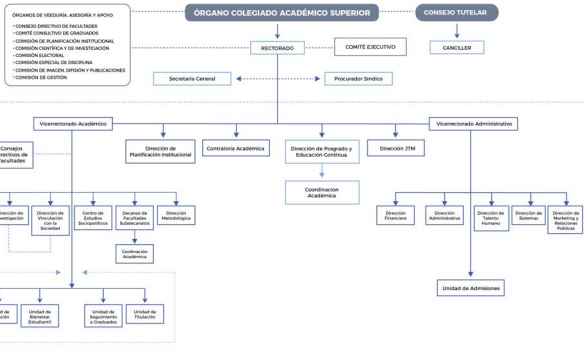 ÓRGANOS DE VEEDURÍA, ASESORÍA Y APOYO
• CONSEJO DIRECTIVO DE FACULTADES
• COMITÉ CONSULTIVO DE GRADUADOS
• COMISIÓN DE PLANIFICACIÓN INSTITUCIONAL
• COMISIÓN CIENTÍFICA Y DE INVESTIGACIÓN
• COMISIÓN ELECTORAL
• COMISIÓN ESPECIAL DE DISCIPLINA
• COMISIÓN DE IMAGEN, DIFISIÓN Y PUBLICACIONES
• COMISIÓN DE GESTIÓN
ÓRGANO COLEGIADO ACADÉMICO SUPERIOR
CONSEJO TUTELAR
RECTORADO
COMITÉ EJECUTIVO
CANCILLER
Secretaría General
Procurador Síndico
Vicerrectorado Académico
Vicerrectorado Administrativo
Consejos
Directivos de
Facultades
Dirección de
Planificación Institucional
Contraloría Académica
Dirección de Posgrado y
Educación Continua
Dirección JTM
Coordinacion
Académica
Dirección de
Investigación
Dirección de
Vinculación
con la
Sociedad
Centro de
Estudios
Sociopolíticos
Decanos de
Facultades
Subdecanatos
Dirección
Metodológica
Cordinación
Académica
Dirección
Financiera
Dirección
Administrativa
Dirección de
Talento
Humano
Dirección de
Sistemas
Dirección de
Marketing y
Relaciones
Públicas
Unidad de Admisiones
Unidad de
Bienestar
Estudiantil
Unidad de
Seguimiento
a Graduados
Unidad de
Titulación